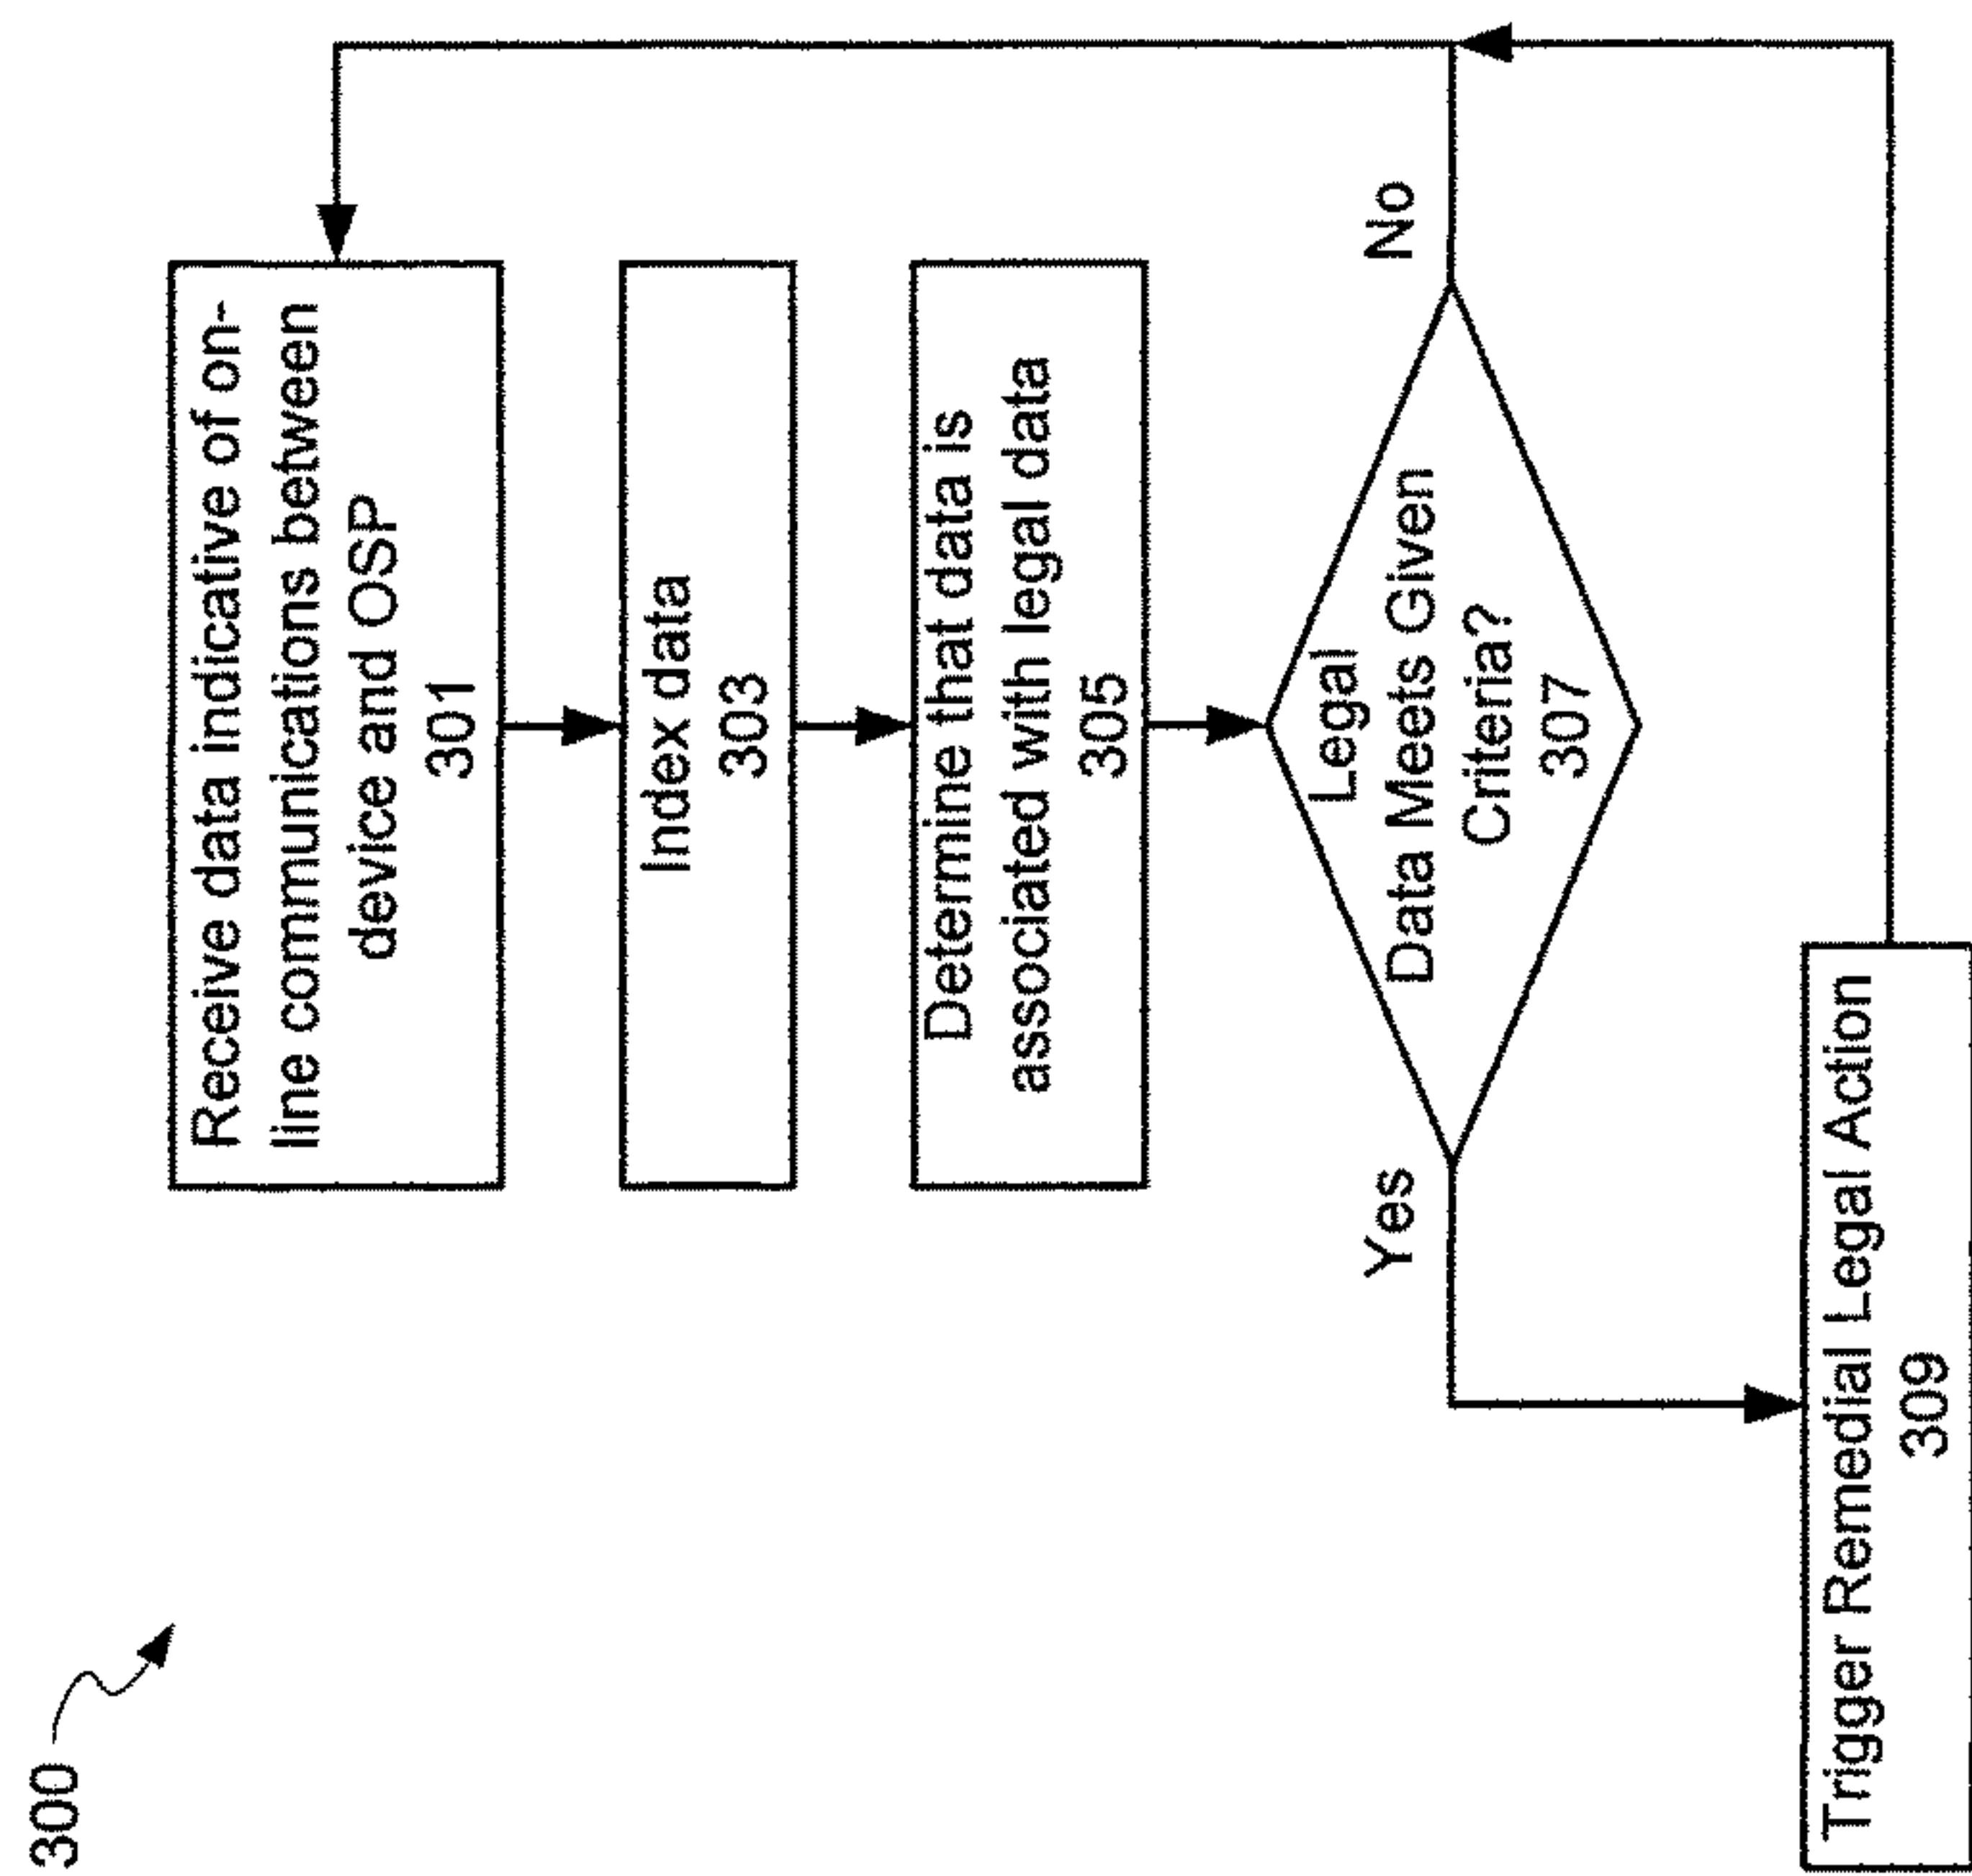 300
Receive data indicative of on-
line communications between
device and OSP
301
Index data
303
Determine that data is
associated with legal data
305
Legal
Data Meets Given
Criteria?
307
Yes
No
Trigger Remedial Legal Action
309